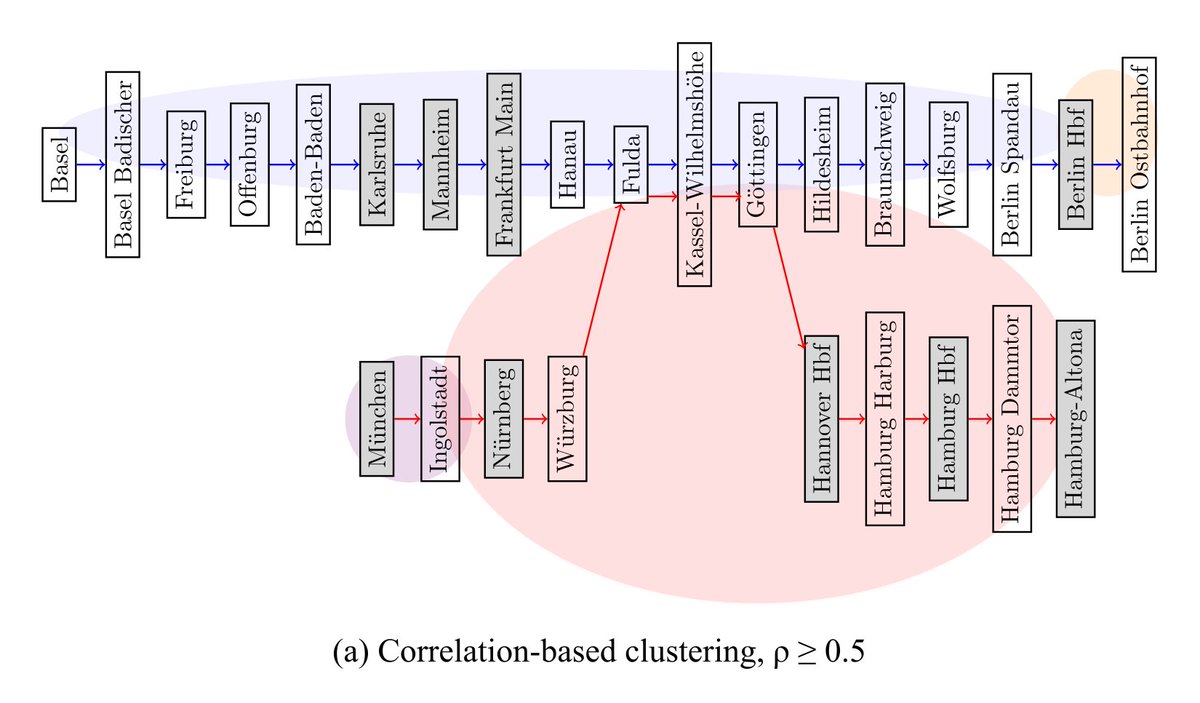 Basel
Basel Badischer
Freiburg
Offenburg
Baden-Baden
Karlsruhe
Mannheim
Frankfurt Main
Hanau
Fulda
Kassel-Wilhelmshöhe
Göttingen
Hildesheim
Braunschweig
Wolfsburg
Berlin Spandau
Berlin Hbf
Berlin Ostbahnhof
München
Ingolstadt
Nürnberg
Würzburg
Hannover Hbf
Hamburg Harburg
Hamburg Hbf
Hamburg Dammtor
Hamburg-Altona
(a) Correlation-based clustering, ρ ≥ 0.5